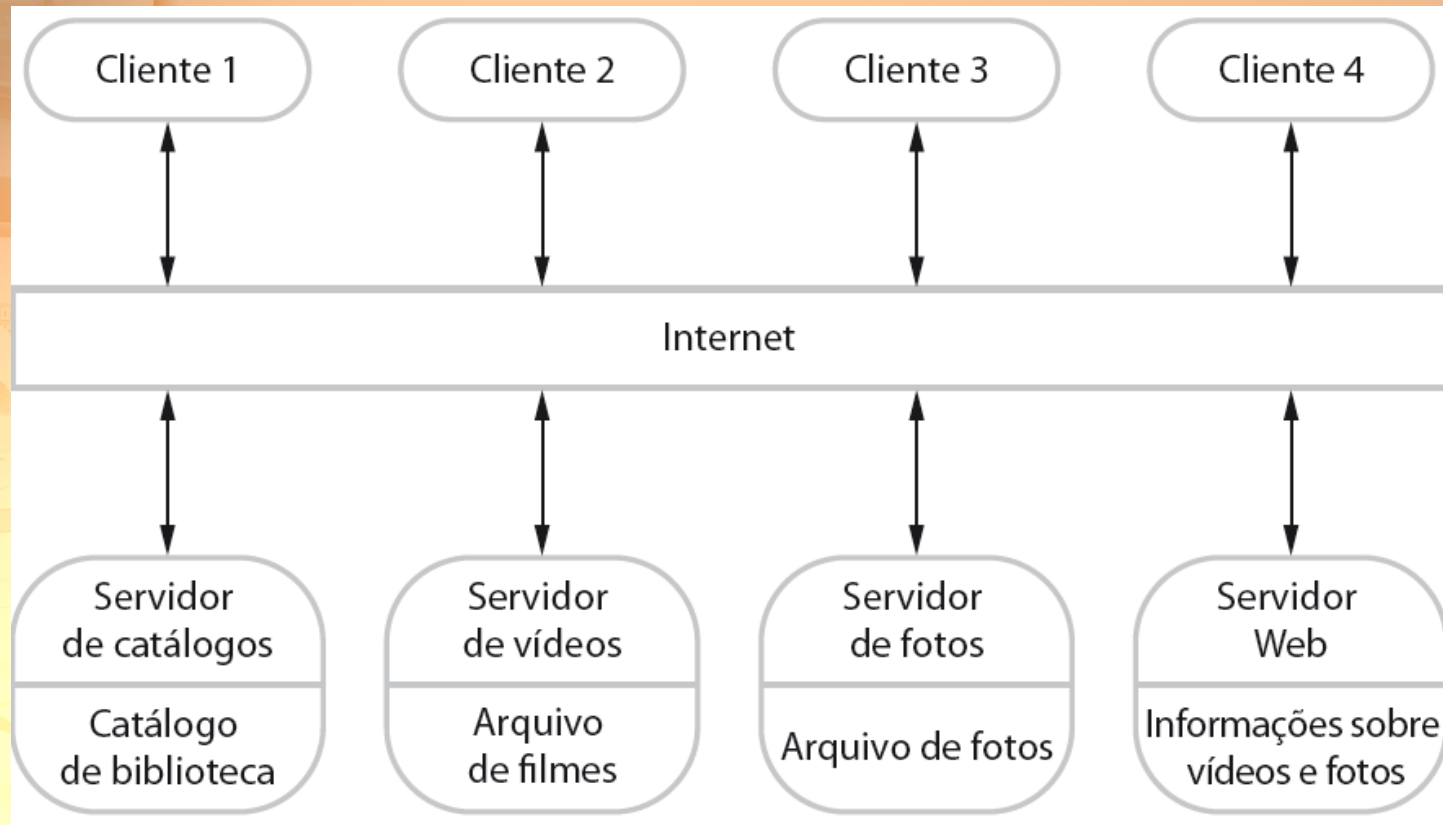 Cliente 1
Cliente 2
Cliente 3
Cliente 4
Internet
Servidor
de catálogos
Catálogo
de biblioteca
Servidor
de vídeos
Arquivo
de filmes
Servidor
de fotos
Arquivo de fotos
Servidor
Web
Informações sobre
vídeos e fotos